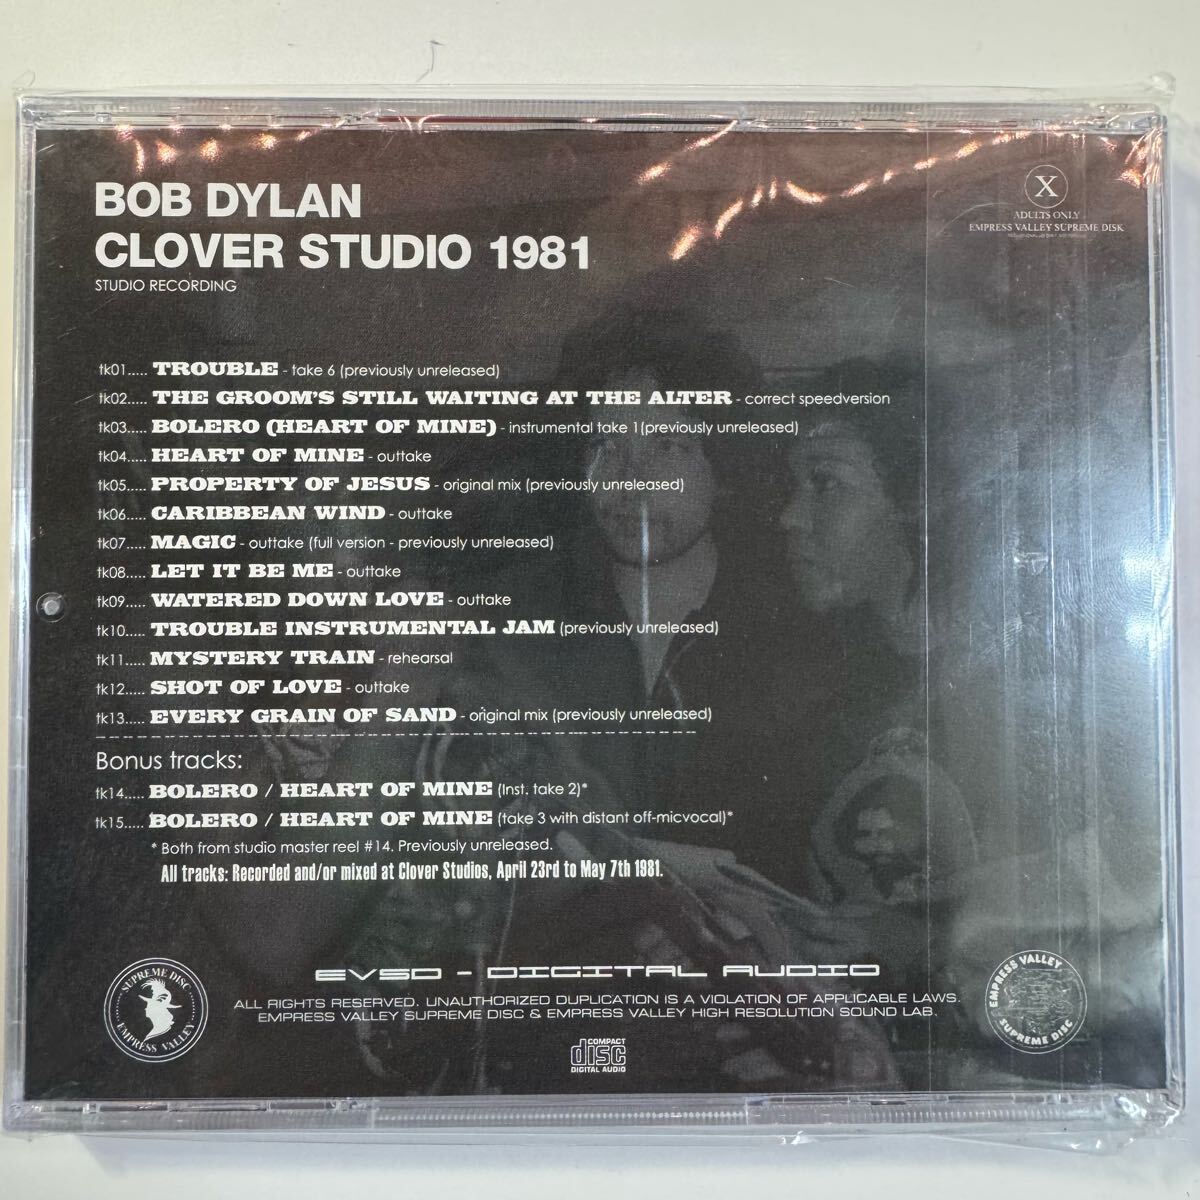 BOB DYLAN
CLOVER STUDIO 1981
STUDIO RECORDING
X
ADULTS ONLY
EMPRESS VALLEY SUPREME DISK
tk01..... TROUBLE - take 6 (previously unreleased)
tk02..... THE GROOM'S STILL WAITING AT THE ALTER - correct speedversion
tk03..... BOLERO (HEART OF MINE) - instrumental take 1(previously unreleased)
tk04..... HEART OF MINE - outtake
tk05..... PROPERTY OF JESUS - original mix (previously unreleased)
tk06..... CARIBBEAN WIND - outtake
tk07..... MAGIC - outtake (full version - previously unreleased)
tk08..... LET IT BE ME - outtake
tk09..... WATERED DOWN LOVE - outtake
tk10..... TROUBLE INSTRUMENTAL JAM (previously unreleased)
tk11..... MYSTERY TRAIN - rehearsal
tk12..... SHOT OF LOVE - outtake
tk13..... EVERY GRAIN OF SAND - original mix (previously unreleased)
Bonus tracks:
tk14..... BOLERO / HEART OF MINE (Inst. take 2)*
tk15..... BOLERO / HEART OF MINE (take 3 with distant off-micvocal)*
* Both from studio master reel #14. Previously unreleased.
All tracks: Recorded and/or mixed at Clover Studios, April 23rd to May 7th 1981.
SUPREME DISC
EMPRESS VALLEY
EVSD - DIGITAL AUDIO
ALL RIGHTS RESERVED. UNAUTHORIZED DUPLICATION IS A VIOLATION OF APPLICABLE LAWS.
EMPRESS VALLEY SUPREME DISC & EMPRESS VALLEY HIGH RESOLUTION SOUND LAB.
COMPACT
disc
DIGITAL AUDIO
EMPRESS VALLEY
SUPREME DISC